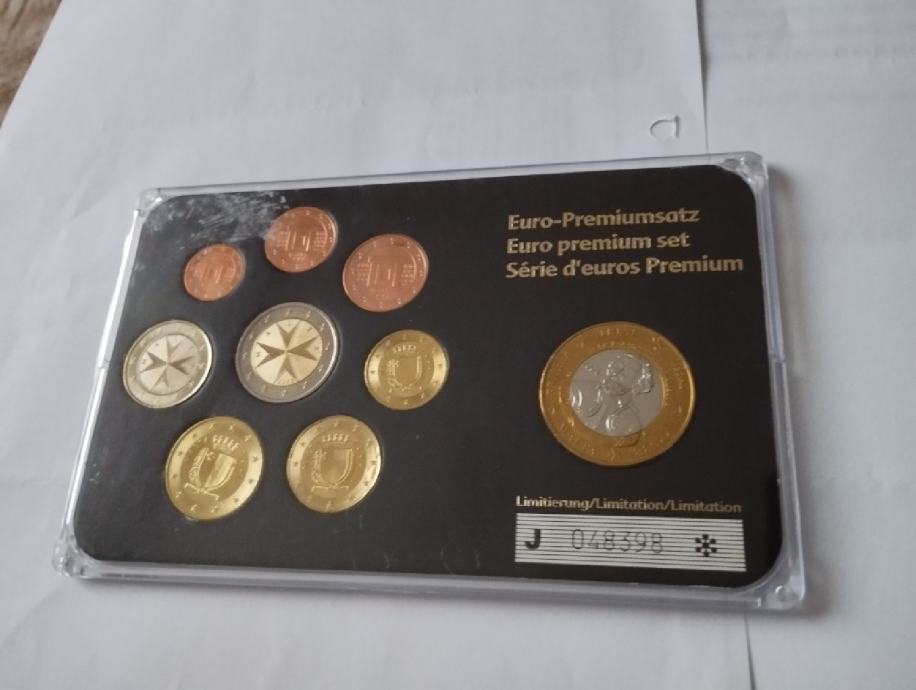 Euro-Premiumsatz
Euro premium set
Série d'euros Premium
Limitierung/Limitation/Limitation
J 048398 *